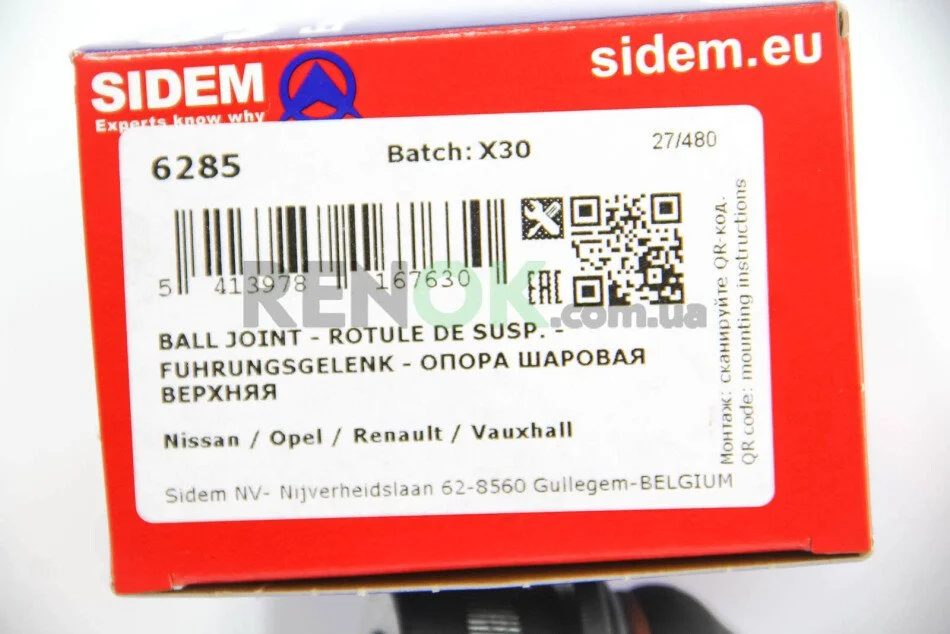 SIDEM
Experts know why
sidem.eu
6285
Batch: X30
27/480
5 413978 167630
EAC
RENOK.com.ua
BALL JOINT - ROTULE DE SUSP. -
FUHRUNGSGELENK - ОПОРА ШАРОВАЯ
ВЕРХНЯЯ
Nissan / Opel / Renault / Vauxhall
Sidem NV- Nijverheidslaan 62-8560 Gullegem-BELGIUM
Монтаж: сканируйте QR-код.
QR code: mounting instructions